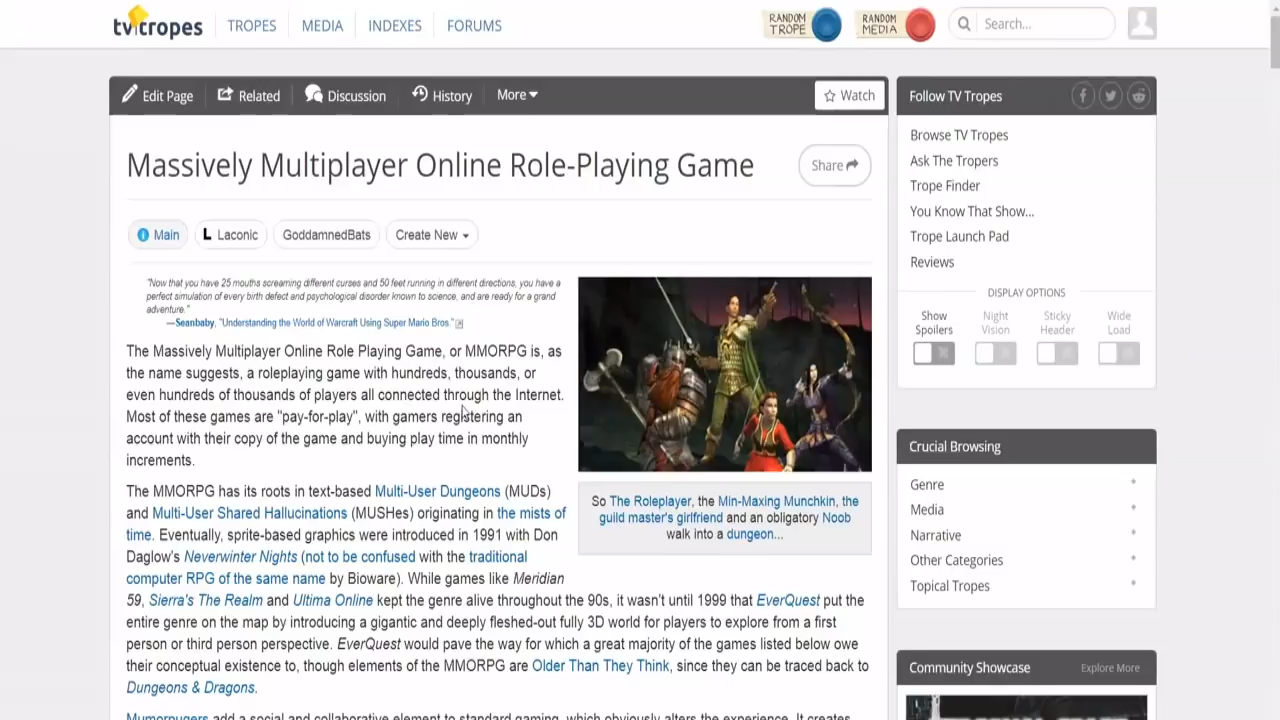 tvtropes TROPES MEDIA INDEXES FORUMS RANDOM TROPE RANDOM MEDIA Search...
Edit Page Related Discussion History More Watch
Massively Multiplayer Online Role-Playing Game Share
Main Laconic GoddamnedBats Create New
"Now that you have 25 mouths screaming different curses and 50 feet running in different directions, you have a
perfect simulation of every birth defect and psychological disorder known to science, and are ready for a grand
adventure."
—Seanbaby, "Understanding the World of Warcraft Using Super Mario Bros."
The Massively Multiplayer Online Role Playing Game, or MMORPG is, as
the name suggests, a roleplaying game with hundreds, thousands, or
even hundreds of thousands of players all connected through the Internet.
Most of these games are "pay-for-play", with gamers registering an
account with their copy of the game and buying play time in monthly
increments.
So The Roleplayer, the Min-Maxing Munchkin, the
guild master's girlfriend and an obligatory Noob
walk into a dungeon...
The MMORPG has its roots in text-based Multi-User Dungeons (MUDs)
and Multi-User Shared Hallucinations (MUSHes) originating in the mists of
time. Eventually, sprite-based graphics were introduced in 1991 with Don
Daglow's Neverwinter Nights (not to be confused with the traditional
computer RPG of the same name by Bioware). While games like Meridian
59, Sierra's The Realm and Ultima Online kept the genre alive throughout the 90s, it wasn't until 1999 that EverQuest put the
entire genre on the map by introducing a gigantic and deeply fleshed-out fully 3D world for players to explore from a first
person or third person perspective. EverQuest would pave the way for which a great majority of the games listed below owe
their conceptual existence to, though elements of the MMORPG are Older Than They Think, since they can be traced back to
Dungeons & Dragons.
Mumorpugers add a social and collaborative element to standard gaming, which obviously alters the experience. It creates
Follow TV Tropes
Browse TV Tropes
Ask The Tropers
Trope Finder
You Know That Show...
Trope Launch Pad
Reviews
DISPLAY OPTIONS
Show Spoilers
Night Vision
Sticky Header
Wide Load
Crucial Browsing
Genre
Media
Narrative
Other Categories
Topical Tropes
Community Showcase Explore More